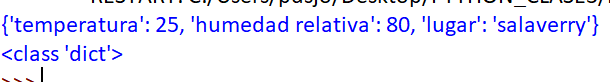 {'temperatura': 25, 'humedad relativa': 80, 'lugar': 'salaverry'}
<class 'dict'>
>>>